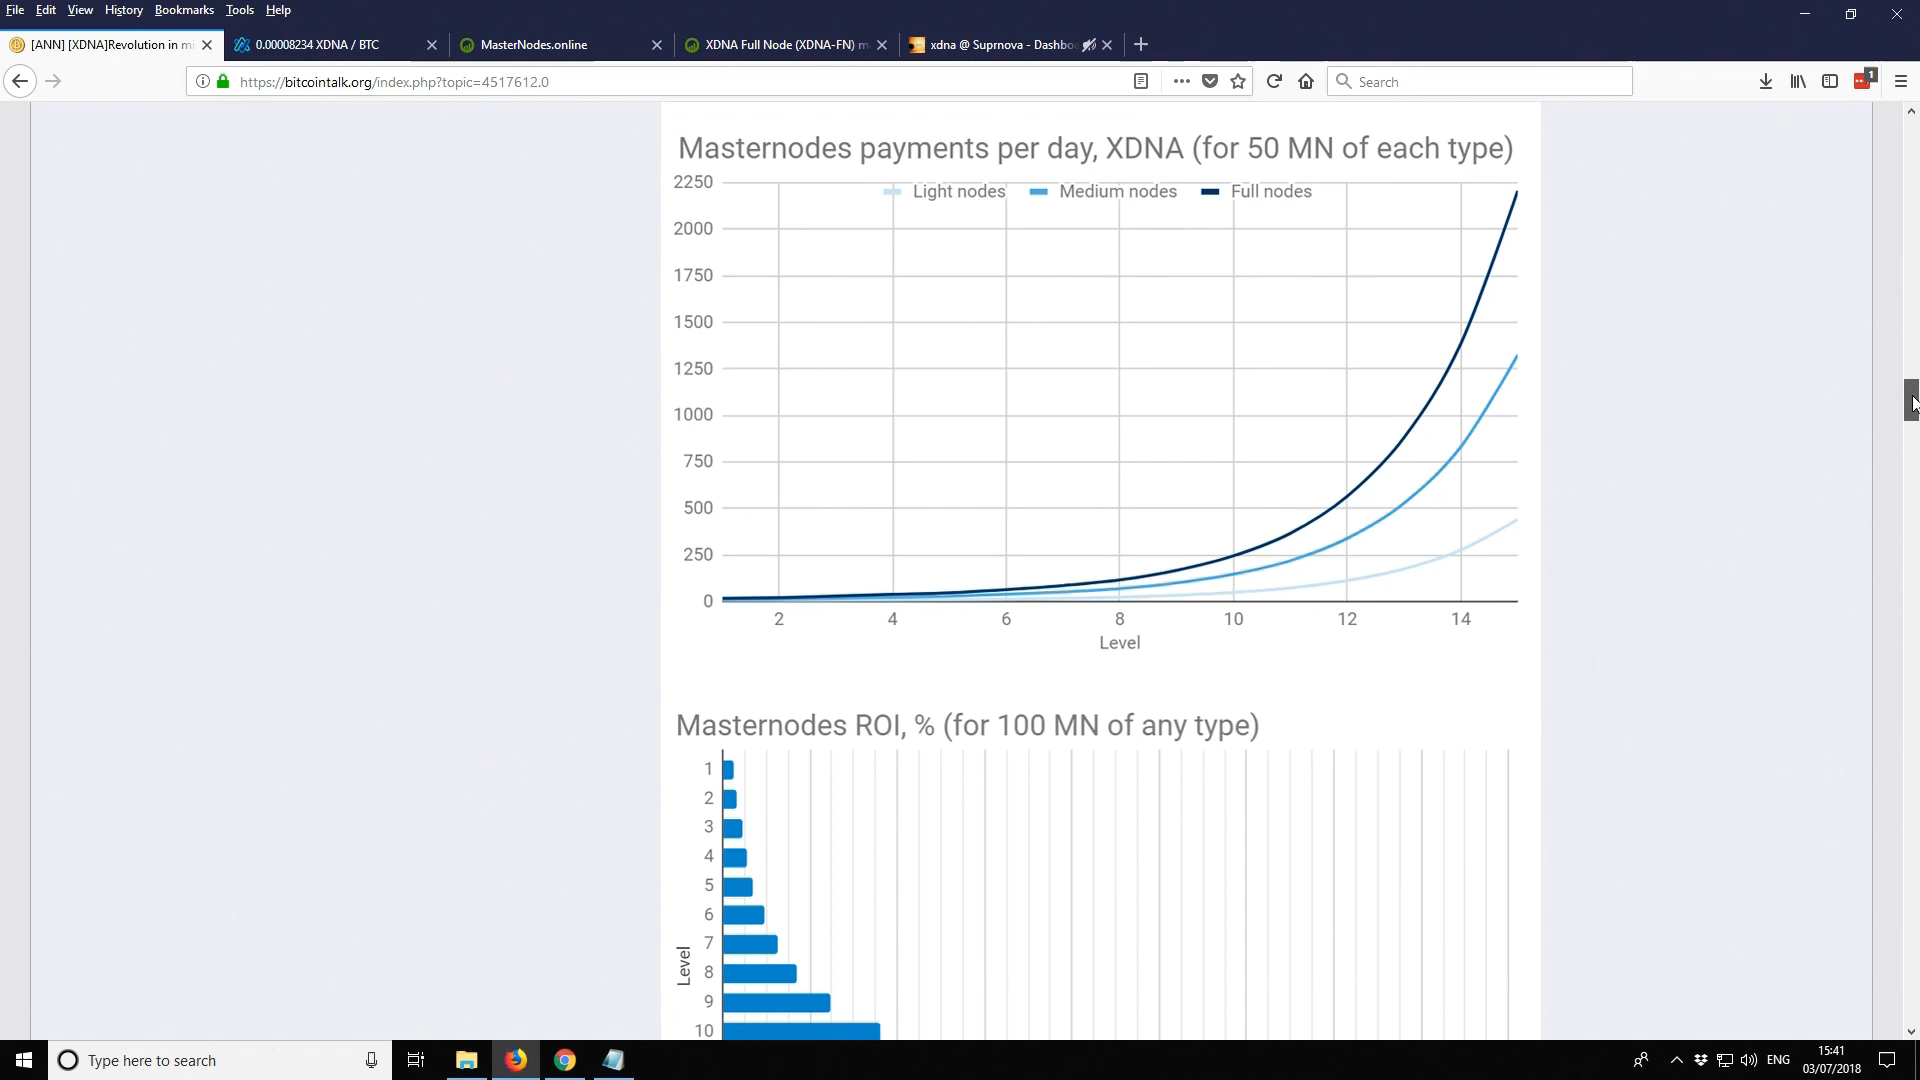 File Edit View History Bookmarks Tools Help
[ANN] [XDNA]Revolution in mi
0.00008234 XDNA / BTC
MasterNodes.online
XDNA Full Node (XDNA-FN) m
xdna @ Suprnova - Dashboa
https://bitcointalk.org/index.php?topic=4517612.0
Search
1
Masternodes payments per day, XDNA (for 50 MN of each type)
Light nodes Medium nodes Full nodes
2250
2000
1750
1500
1250
1000
750
500
250
0
2 4 6 8 10 12 14
Level
Masternodes ROI, % (for 100 MN of any type)
1
2
3
4
5
6
7
8
9
10
Level
Type here to search
ENG
15:41
03/07/2018